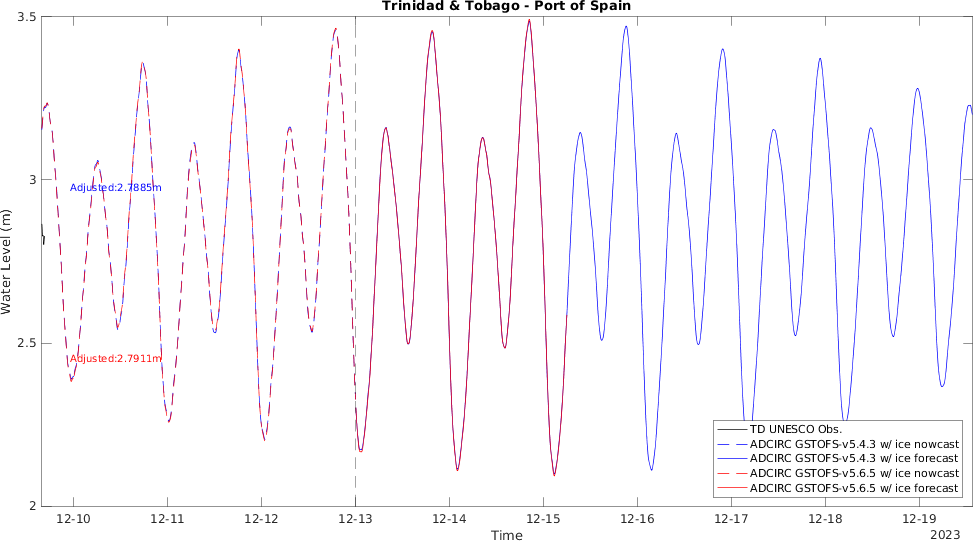 Trinidad & Tobago - Port of Spain
3.5
3
2.5
2
Water Level (m)
Adjusted:2.7885m
Adjusted:2.7911m
TD UNESCO Obs.
ADCIRC GSTOFS-v5.4.3 w/ ice nowcast
ADCIRC GSTOFS-v5.4.3 w/ ice forecast
ADCIRC GSTOFS-v5.6.5 w/ ice nowcast
ADCIRC GSTOFS-v5.6.5 w/ ice forecast
12-10 12-11 12-12 12-13 12-14 12-15 12-16 12-17 12-18 12-19
Time
2023